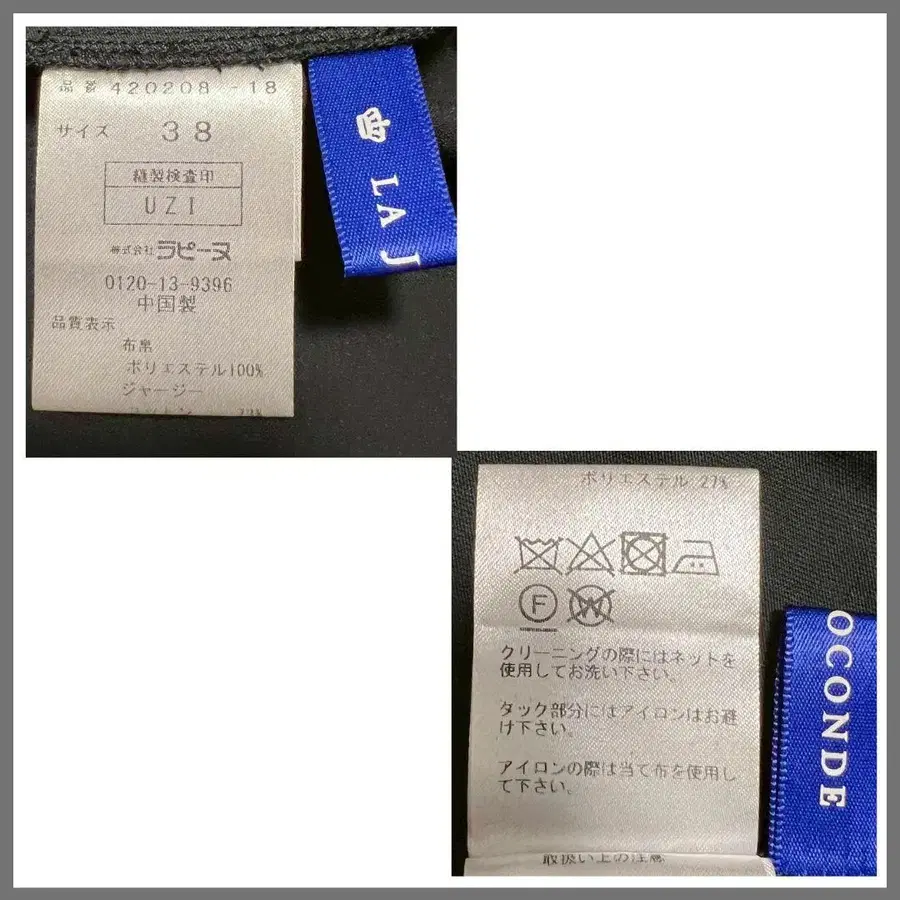 品番 420208 -18
サイズ 38
縫製検査印
UZI
株式会社 ラピーヌ
0120-13-9396
中国製
品質表示
布帛
ポリエステル100%
ジャージー
LA J
ポリエステル 27%
F
W
クリーニングの際にはネットを
使用してお洗い下さい。
タック部分にはアイロンはお避
け下さい。
アイロンの際は当て布を使用し
て下さい。
取扱い上の注意
OCONDE